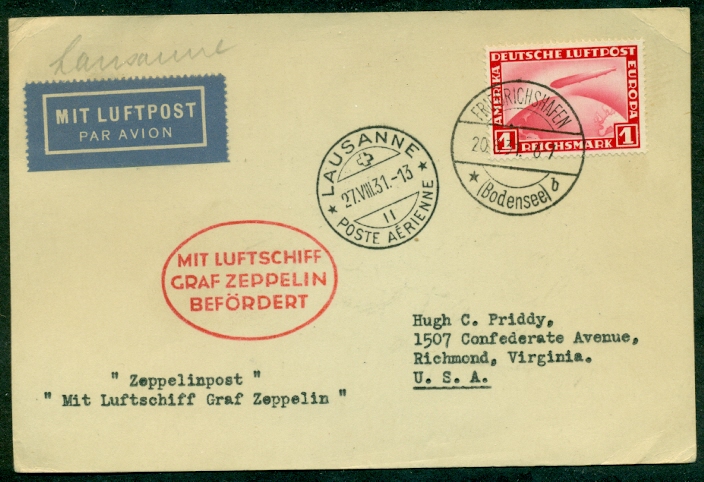 Lausanne
MIT LUFTPOST
PAR AVION
DEUTSCHE LUFTPOST
AMERIKA
EUROPA
1 REICHSMARK 1
FRIEDRICHSHAFEN
20.
(Bodensee) b
LAUSANNE
27.VIII.31.-13
11
POSTE AÉRIENNE
MIT LUFTSCHIFF
GRAF ZEPPELIN
BEFÖRDERT
Hugh C. Priddy,
1507 Confederate Avenue,
Richmond, Virginia.
U. S. A.
" Zeppelinpost "
" Mit Luftschiff Graf Zeppelin "